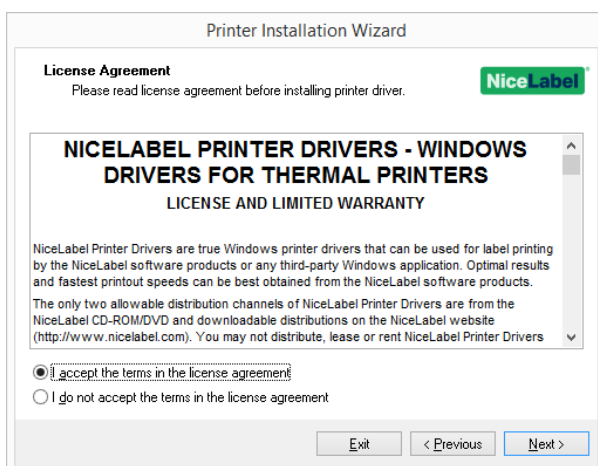 Printer Installation Wizard
License Agreement
Please read license agreement before installing printer driver.
NiceLabel
NICELABEL PRINTER DRIVERS - WINDOWS
DRIVERS FOR THERMAL PRINTERS
LICENSE AND LIMITED WARRANTY
NiceLabel Printer Drivers are true Windows printer drivers that can be used for label printing
by the NiceLabel software products or any third-party Windows application. Optimal results
and fastest printout speeds can be best obtained from the NiceLabel software products.
The only two allowable distribution channels of NiceLabel Printer Drivers are from the
NiceLabel CD-ROM/DVD and downloadable distributions on the NiceLabel website
(http://www.nicelabel.com). You may not distribute, lease or rent NiceLabel Printer Drivers
I accept the terms in the license agreement
I do not accept the terms in the license agreement
Exit
< Previous
Next >